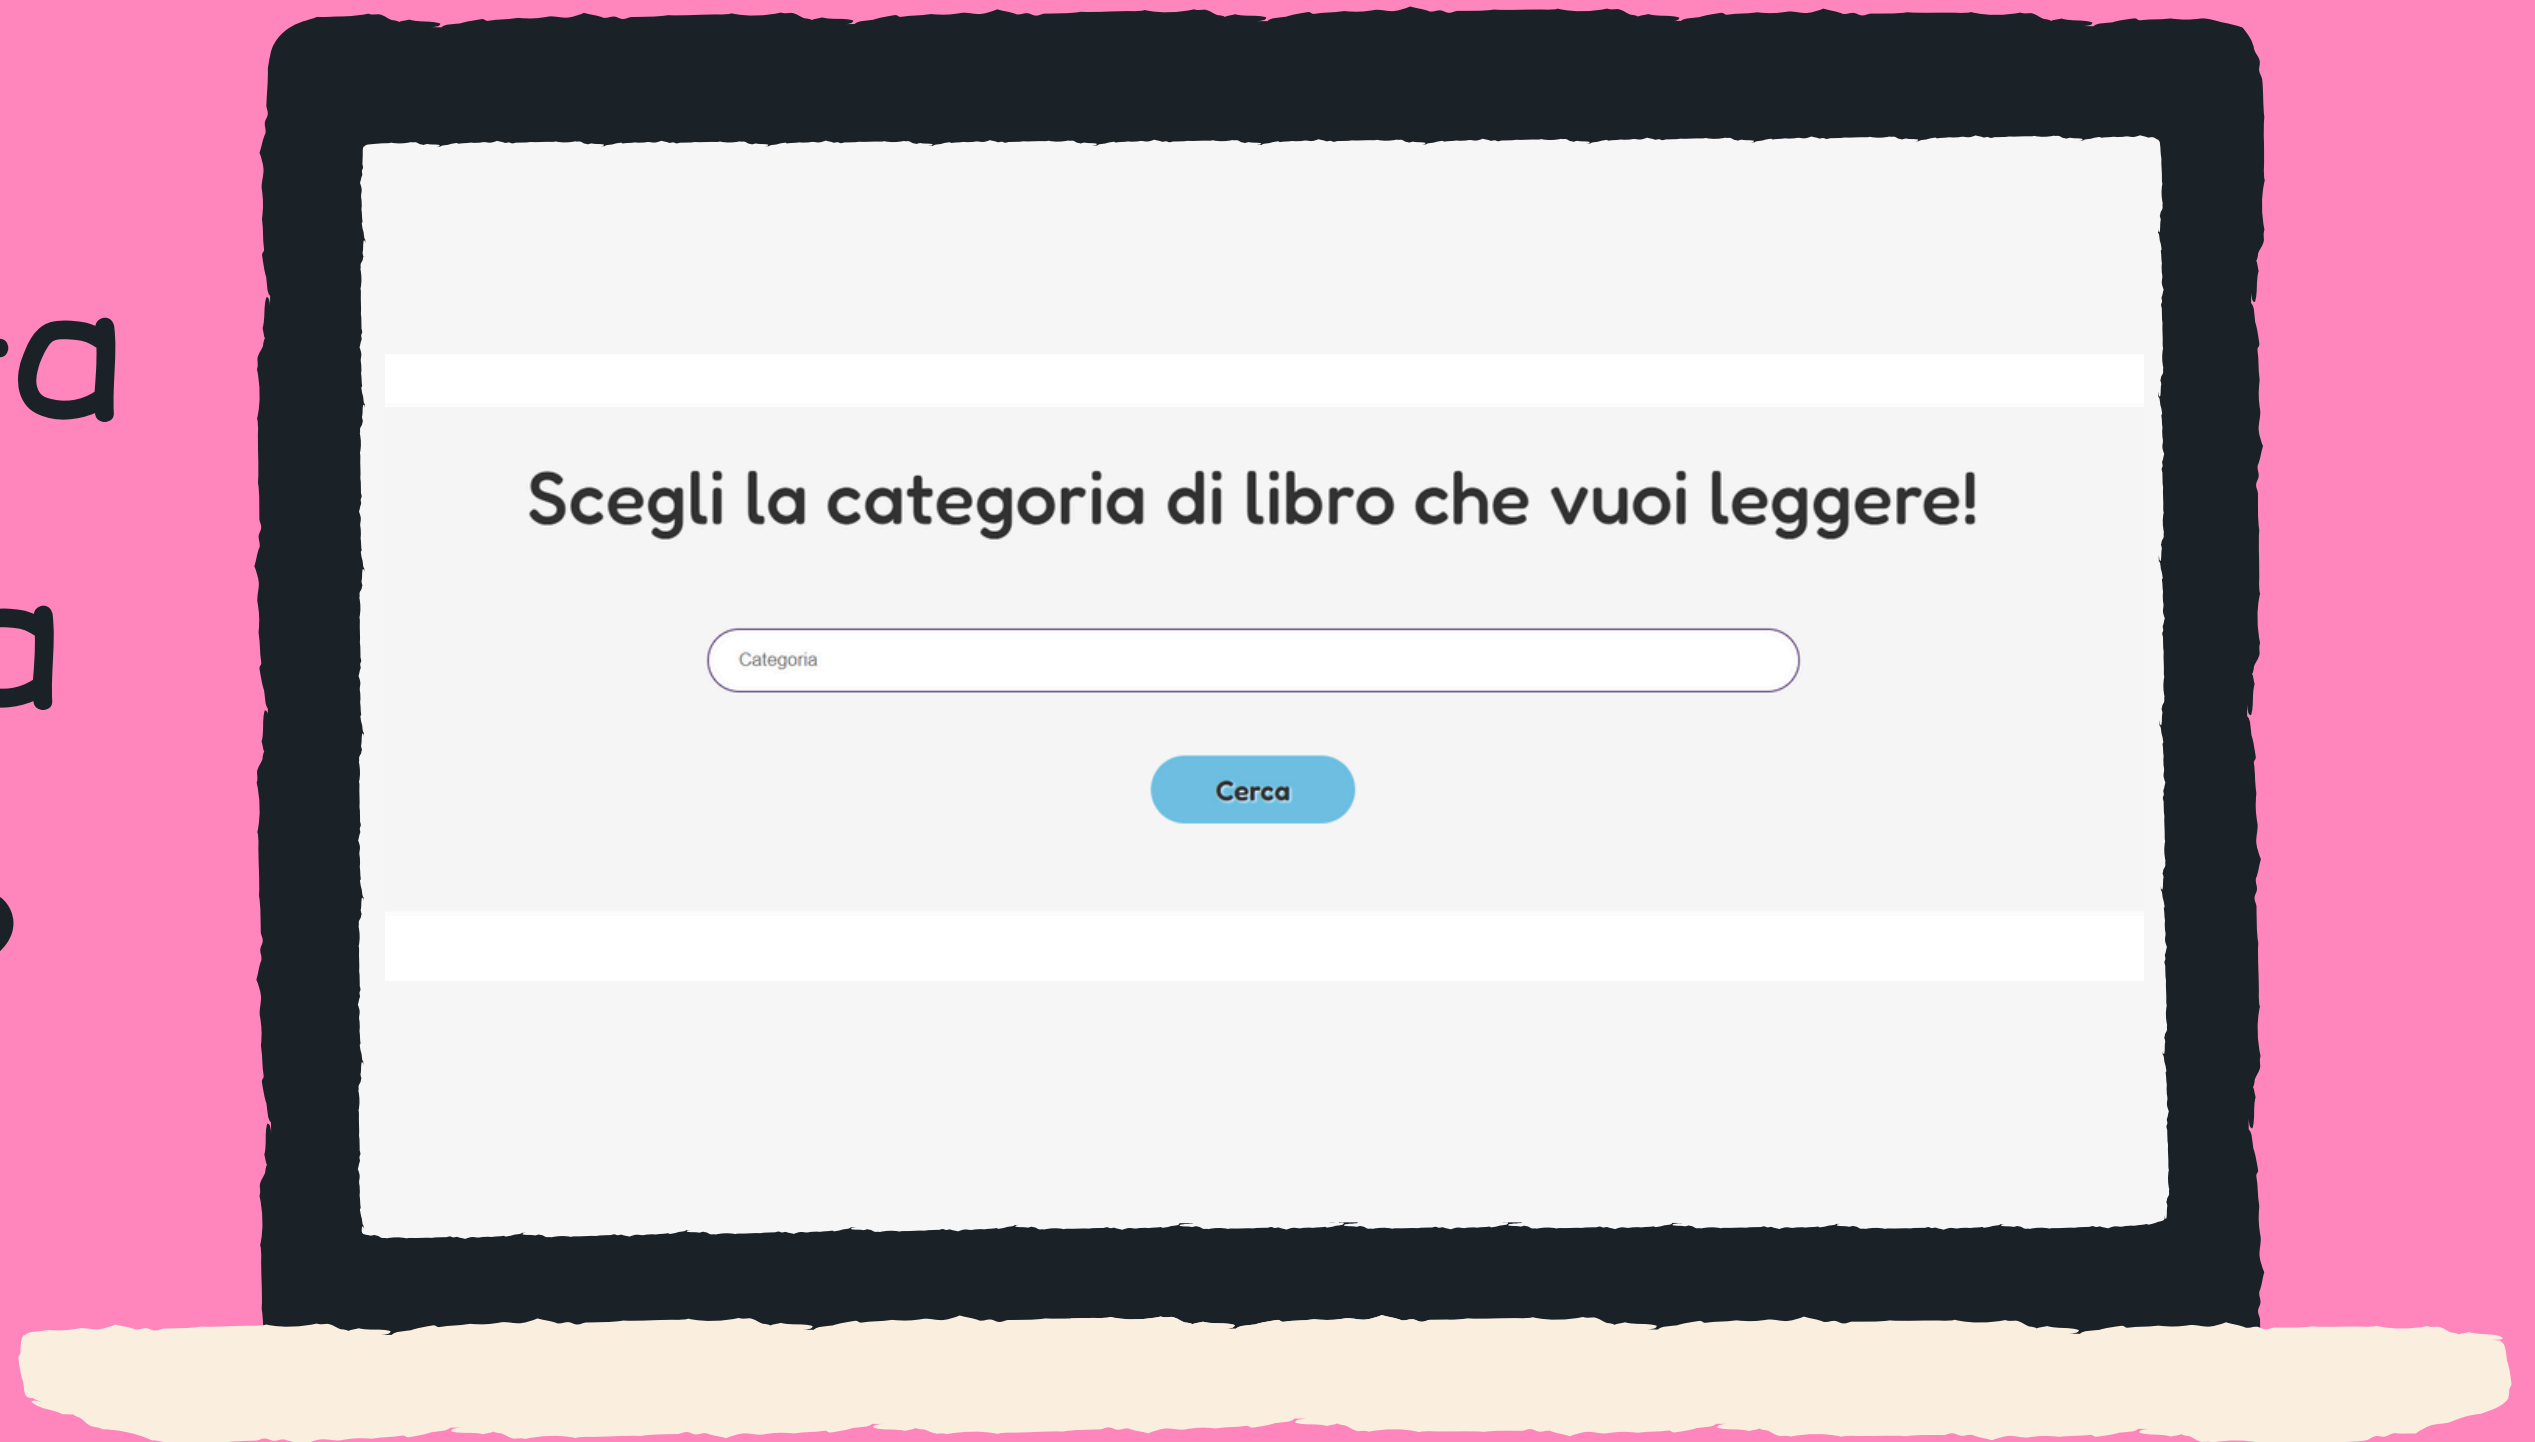 Scegli la categoria di libro che vuoi leggere!
Categoria
Cerca